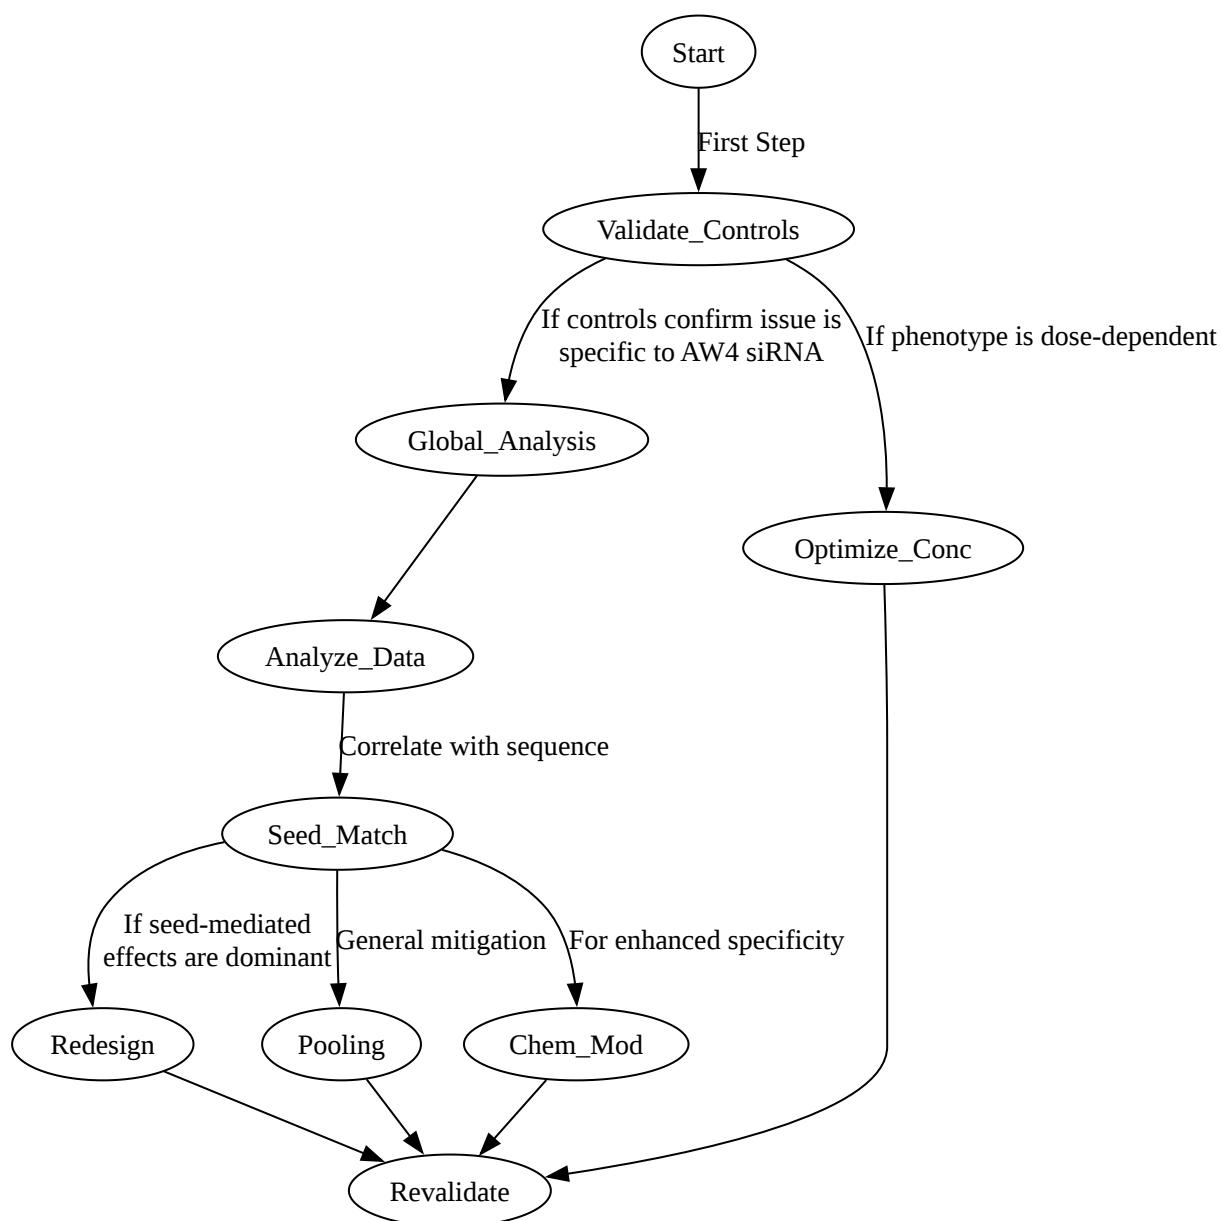 Start
First Step
Validate_Controls
If controls confirm issue is
specific to AW4 siRNA
If phenotype is dose-dependent
Global_Analysis
Optimize_Conc
Analyze_Data
Correlate with sequence
Seed_Match
If seed-mediated
effects are dominant
General mitigation
For enhanced specificity
Redesign
Pooling
Chem_Mod
Revalidate